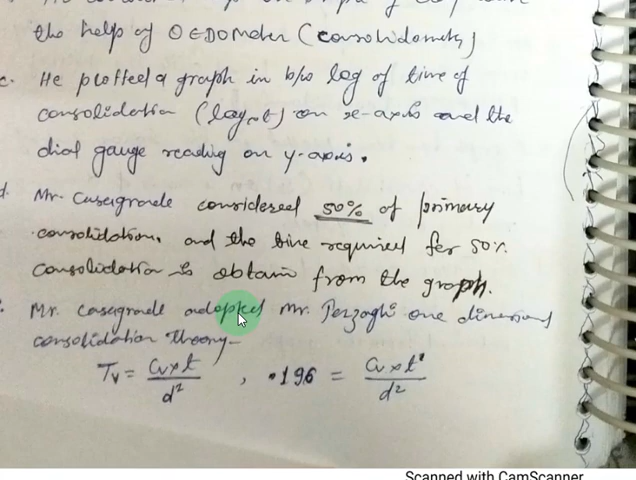 the help of OEDOMeter (consolidometer)
c. He plotted a graph in b/w log of time of
consolidation (log₁₀t) on x-axis and the
dial gauge reading on y-axis.
d. Mr. Casagrade considered 50% of primary
consolidation, and the time required for 50%
consolidation is obtain from the graph.
Mr. Casagrade adopted Mr. Terzaghi one dimensional
consolidation Theory-
Tv = Cv×t/d² , .196 = Cv×t/d²
Scanned with CamScanner